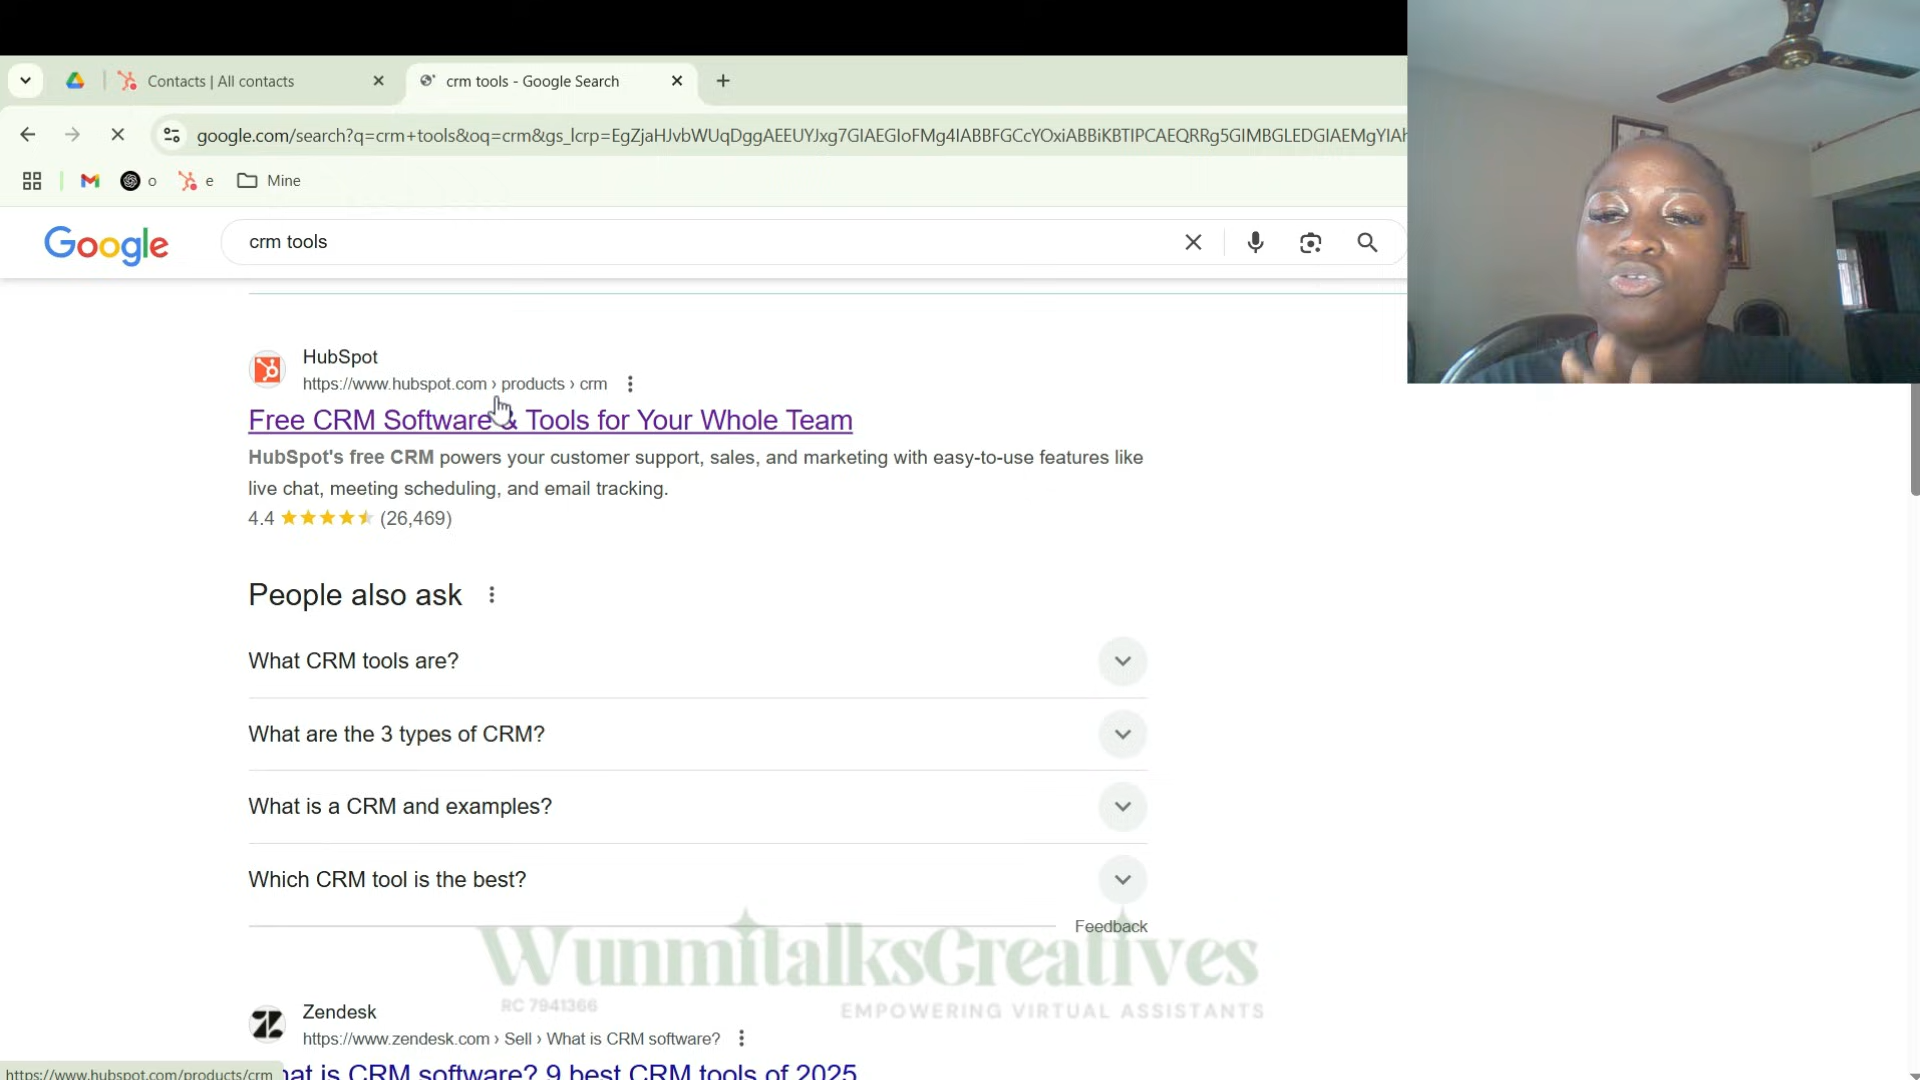 Contacts | All contacts
crm tools - Google Search
google.com/search?q=crm+tools&oq=crm&gs_lcrp=EgZjaHJvbWUqDggAEEUYJxg7GIAEGIoFMg4IABBFGCcYOxiABBiKBTIPCAEQRRg5GIMBGLEDGIAEMgYIAh
o
e
Mine
Google
crm tools
HubSpot
https://www.hubspot.com › products › crm
Free CRM Software & Tools for Your Whole Team
HubSpot's free CRM powers your customer support, sales, and marketing with easy-to-use features like
live chat, meeting scheduling, and email tracking.
4.4 (26,469)
People also ask
What CRM tools are?
What are the 3 types of CRM?
What is a CRM and examples?
Which CRM tool is the best?
Feedback
WunmitalksCreatives
RC 7941366
EMPOWERING VIRTUAL ASSISTANTS
Zendesk
https://www.zendesk.com › Sell › What is CRM software?
is CRM software? 9 best CRM tools of 2025
https://www.hubspot.com/products/crm